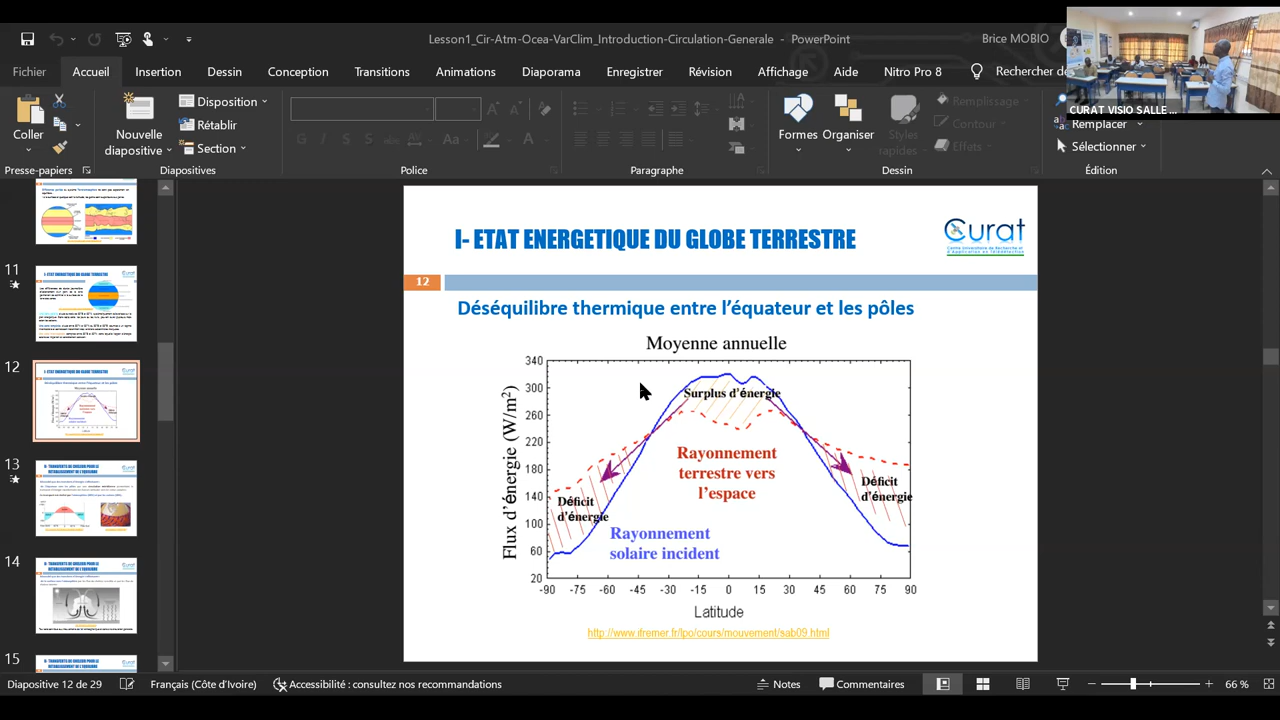 Lesson1_Cir-Atm-Ocea-VarClim_Introduction-Circulation-Generale - PowerPoint
Brice MOBIO
Fichier
Accueil
Insertion
Dessin
Conception
Transitions
Animations
Diaporama
Enregistrer
Révision
Affichage
Aide
Nitro Pro 8
Rechercher
CURAT VISIO SALLE ...
Coller
Nouvelle
diapositive
Disposition
Rétablir
Section
Formes
Organiser
Styles
rapides
Remplissage
Contour
Effets
Remplacer
Sélectionner
Presse-papiers
Diapositives
Police
Paragraphe
Dessin
Édition
11
12
13
14
15
I- ETAT ENERGETIQUE DU GLOBE TERRESTRE
Curat
Centre Universitaire de Recherche et
d'Application en Télédétection
12
Déséquilibre thermique entre l'équateur et les pôles
Moyenne annuelle
Flux d'énergie (W/m2)
340
300
260
220
180
140
100
60
20
Surplus d'énergie
Rayonnement
terrestre vers
l'espace
Déficit
d'énergie
Déficit
d'énergie
Rayonnement
solaire incident
-90 -75 -60 -45 -30 -15 0 15 30 45 60 75 90
Latitude
http://www.ifremer.fr/lpo/cours/mouvement/sab09.html
Diapositive 12 de 29
Français (Côte d'Ivoire)
Accessibilité : consultez nos recommandations
Notes
Commentaires
66 %